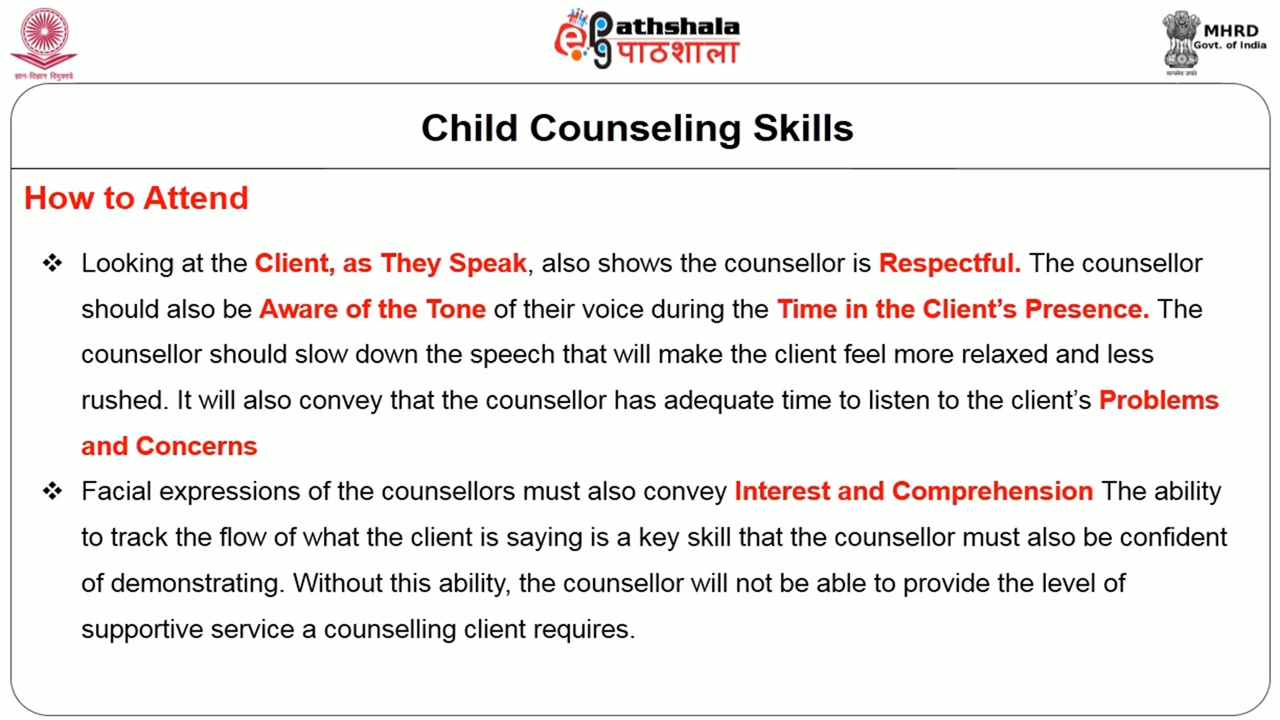 ज्ञान-विज्ञान विमुक्तये
ePathshala
पाठशाला
MHRD
Govt. of India
सत्यमेव जयते
Child Counseling Skills
How to Attend
❖ Looking at the Client, as They Speak, also shows the counsellor is Respectful. The counsellor
should also be Aware of the Tone of their voice during the Time in the Client’s Presence. The
counsellor should slow down the speech that will make the client feel more relaxed and less
rushed. It will also convey that the counsellor has adequate time to listen to the client’s Problems
and Concerns
❖ Facial expressions of the counsellors must also convey Interest and Comprehension The ability
to track the flow of what the client is saying is a key skill that the counsellor must also be confident
of demonstrating. Without this ability, the counsellor will not be able to provide the level of
supportive service a counselling client requires.